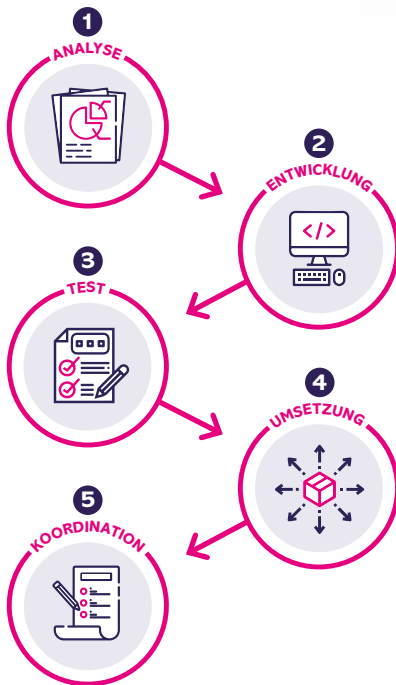 1
ANALYSE
2
ENTWICKLUNG
</>
3
TEST
4
UMSETZUNG
5
KOORDINATION